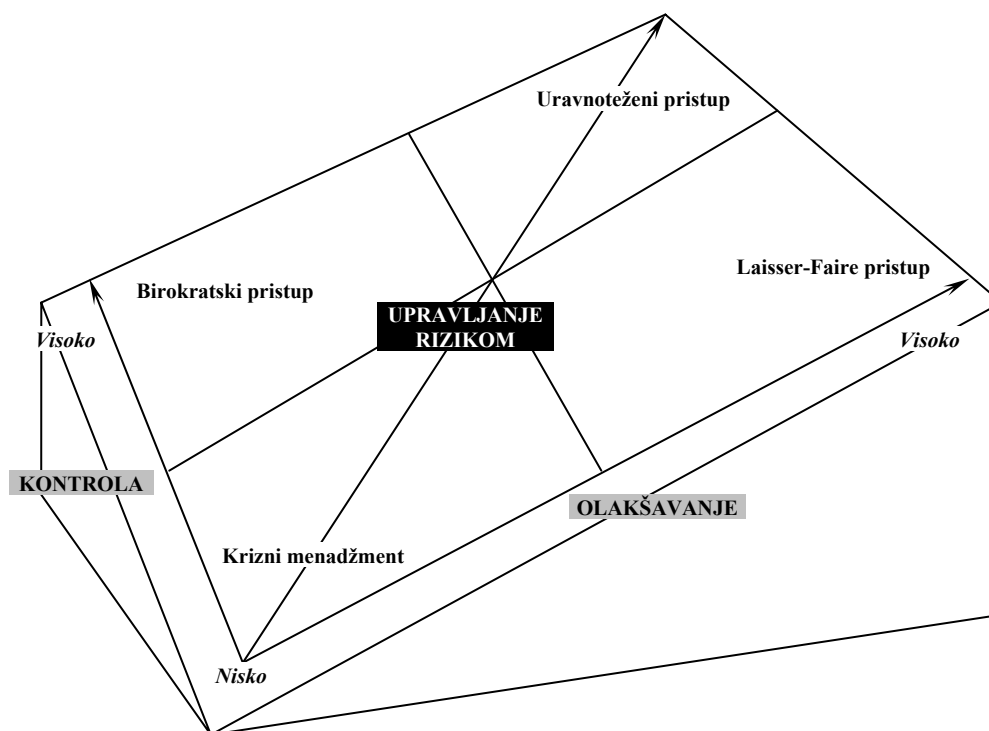 Uravnoteženi pristup
Laisser-Faire pristup
Birokratski pristup
UPRAVLJANJE
RIZIKOM
Visoko
Visoko
KONTROLA
OLAKŠAVANJE
Krizni menadžment
Nisko